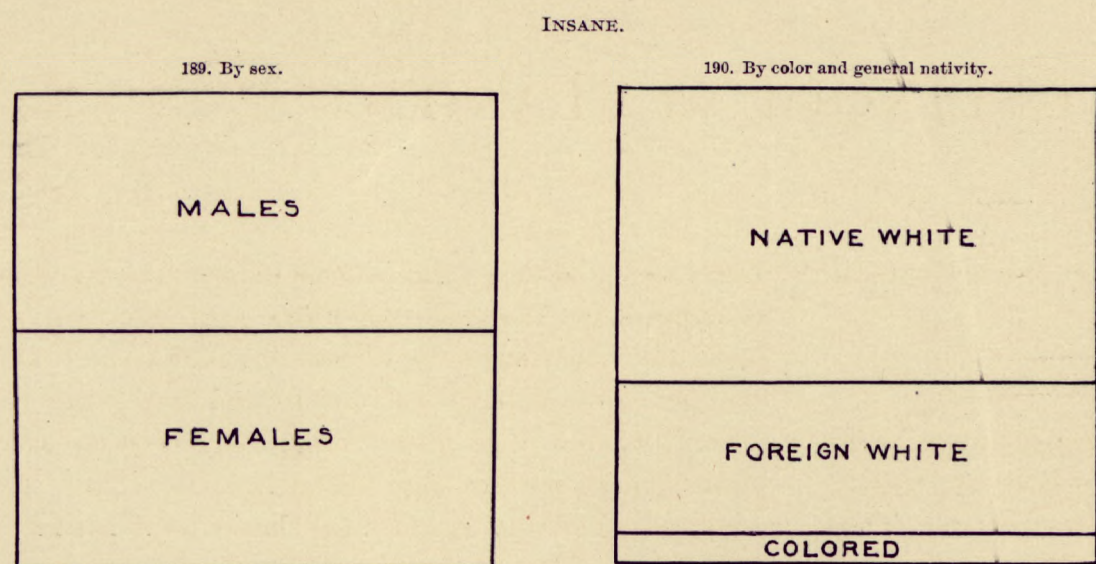 INSANE.
189. By sex.
MALES
FEMALES
190. By color and general nativity.
NATIVE WHITE
FOREIGN WHITE
COLORED